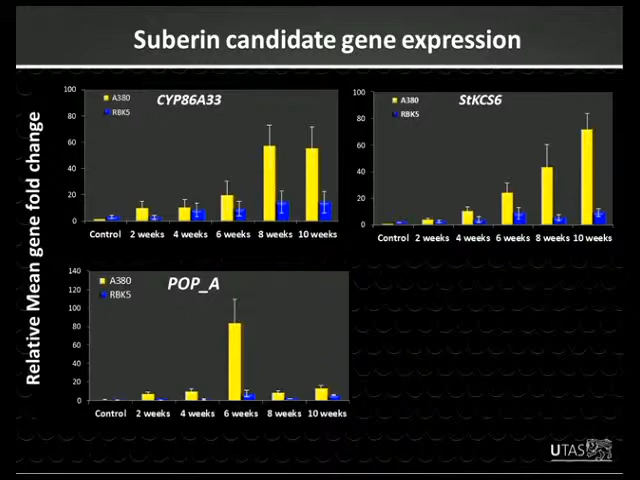 Suberin candidate gene expression
Relative Mean gene fold change
CYP86A33
A380
RBK5
100
80
60
40
20
0
Control 2 weeks 4 weeks 6 weeks 8 weeks 10 weeks
StKCS6
A380
RBK5
100
80
60
40
20
0
Control 2 weeks 4 weeks 6 weeks 8 weeks 10 weeks
POP_A
A380
RBK5
140
120
100
80
60
40
20
0
Control 2 weeks 4 weeks 6 weeks 8 weeks 10 weeks
UTAS